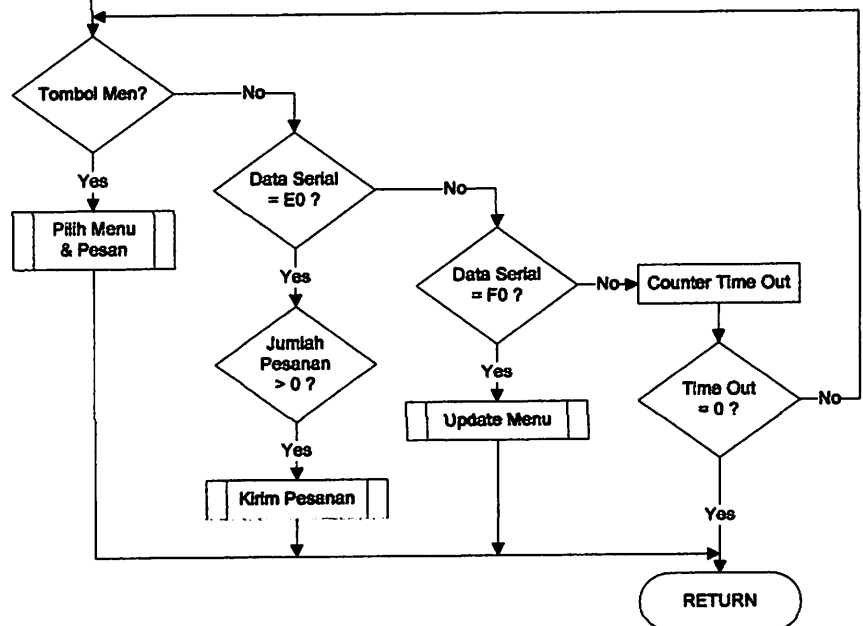 Tombol Men?
No
Yes
Pilih Menu
& Pesan
Data Serial
= E0 ?
No
Yes
Jumlah
Pesanan
> 0 ?
Yes
Kirim Pesanan
Data Serial
= F0 ?
No
Yes
Update Menu
Counter Time Out
Time Out
= 0 ?
No
Yes
RETURN